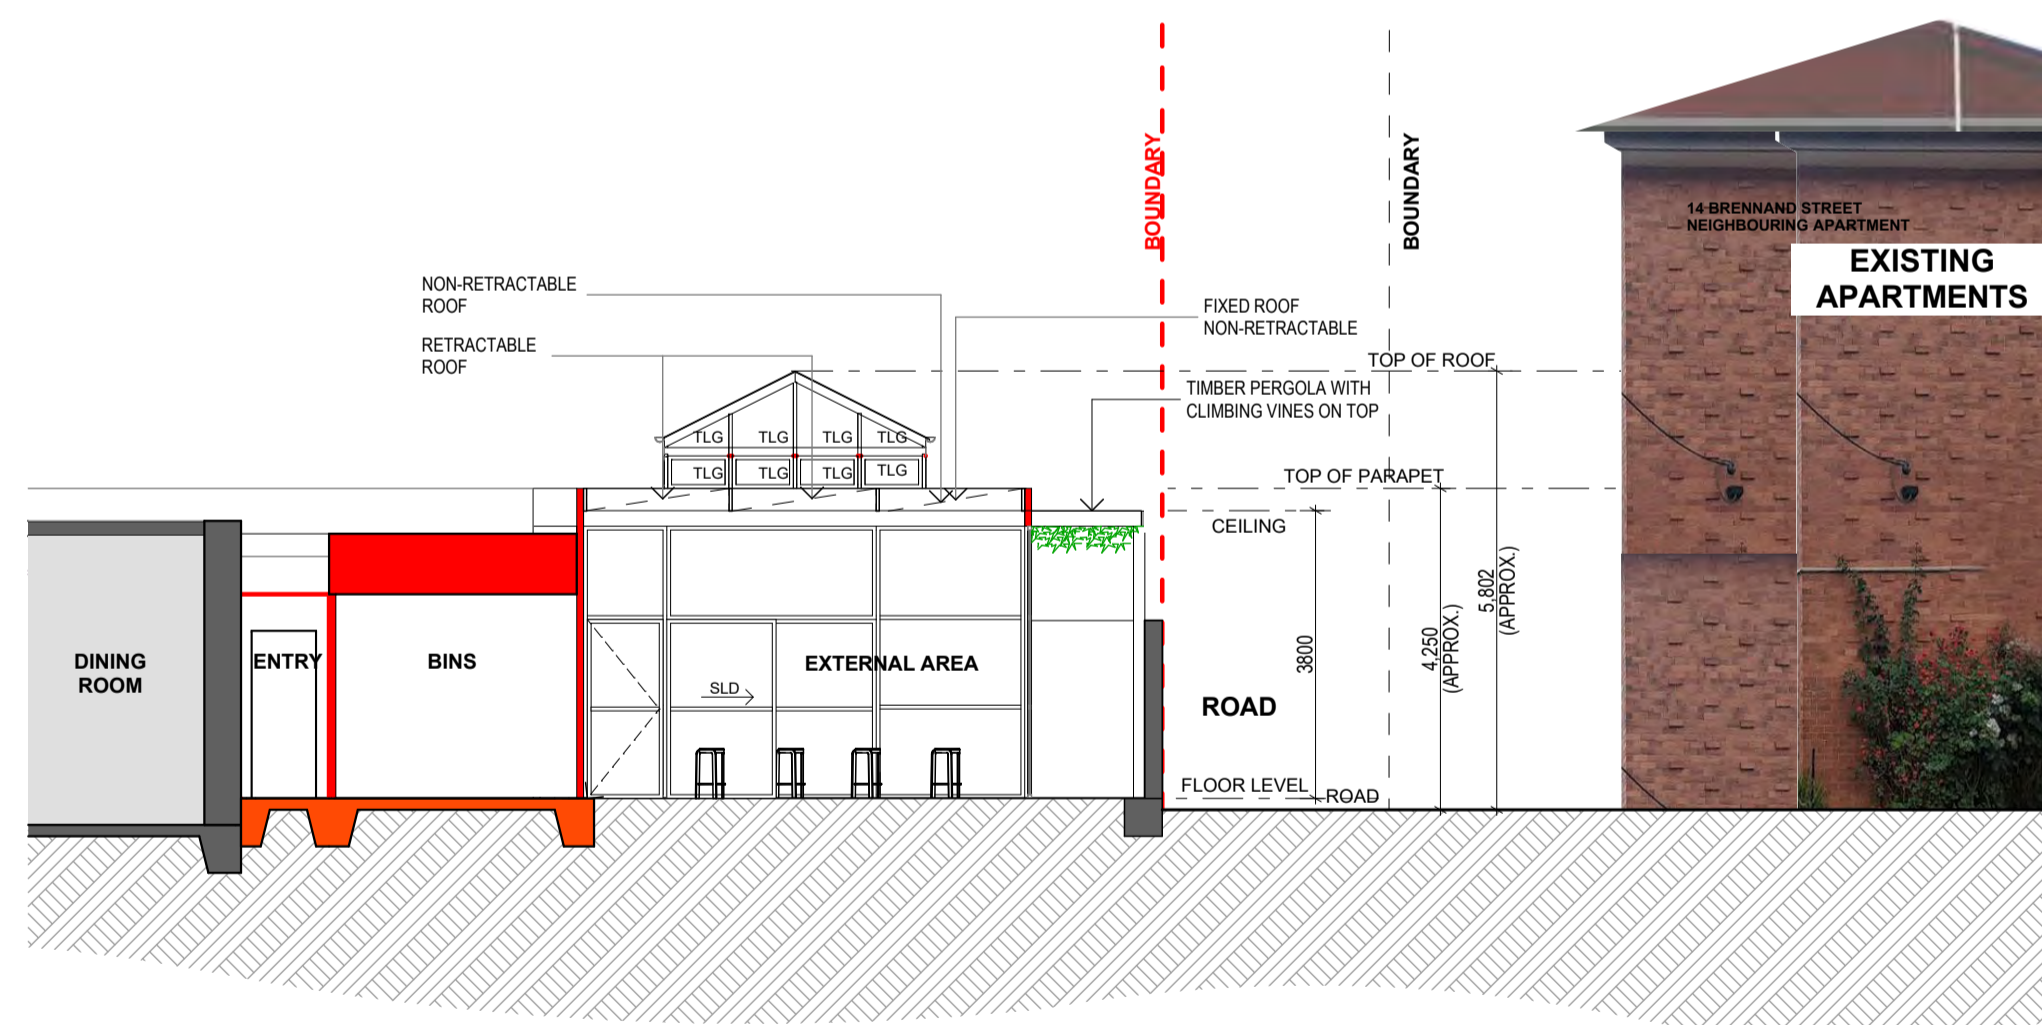 BOUNDARY
BOUNDARY
14 BRENNAND STREET
NEIGHBOURING APARTMENT
EXISTING
APARTMENTS
NON-RETRACTABLE
ROOF
RETRACTABLE
ROOF
FIXED ROOF
NON-RETRACTABLE
TOP OF ROOF
TIMBER PERGOLA WITH
CLIMBING VINES ON TOP
TLG TLG TLG TLG
TLG TLG TLG TLG
TOP OF PARAPET
CEILING
5,802
(APPROX.)
4,250
(APPROX.)
3800
DINING
ROOM
ENTRY
BINS
EXTERNAL AREA
SLD
ROAD
FLOOR LEVEL
ROAD